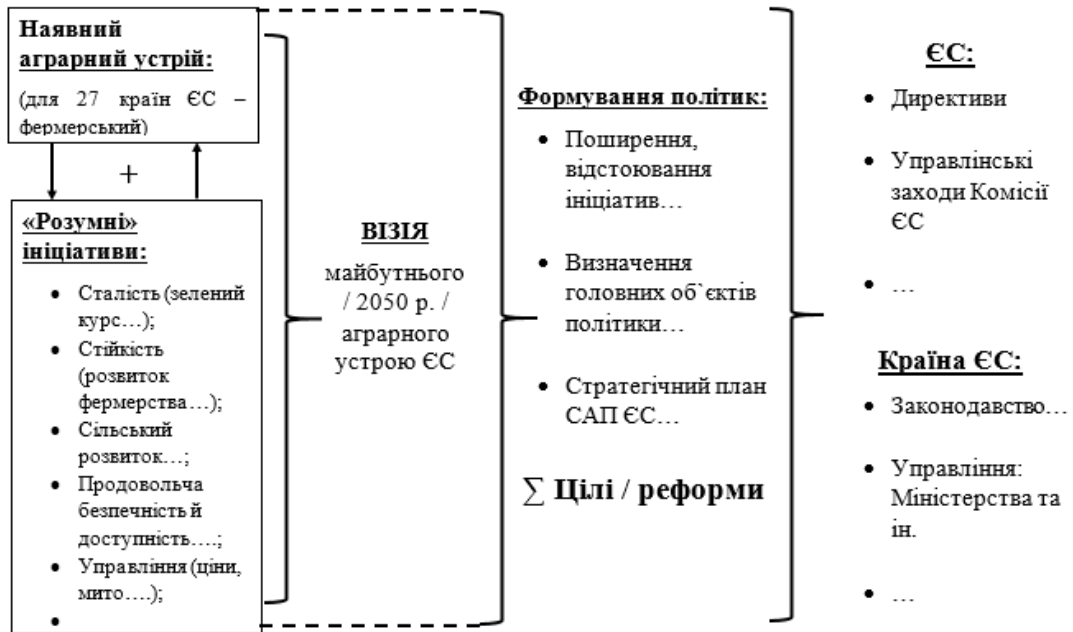 Наявний
аграрний устрій:
(для 27 країн ЄС –
фермерський)
+
«Розумні»
ініціативи:
• Сталість (зелений
курс…);
• Стійкість
(розвиток
фермерства…);
• Сільський
розвиток…;
• Продовольча
безпечність й
доступність….;
• Управління (ціни,
мито….);
•
ВІЗІЯ
майбутнього
/ 2050 р. /
аграрного
устрою ЄС
Формування політик:
• Поширення,
відстоювання
ініціатив…
• Визначення
головних об`єктів
політики…
• Стратегічний план
САП ЄС…
∑ Цілі / реформи
ЄС:
• Директиви
• Управлінські
заходи Комісії
ЄС
• …
Країна ЄС:
• Законодавство…
• Управління:
Міністерства та
ін.
• …